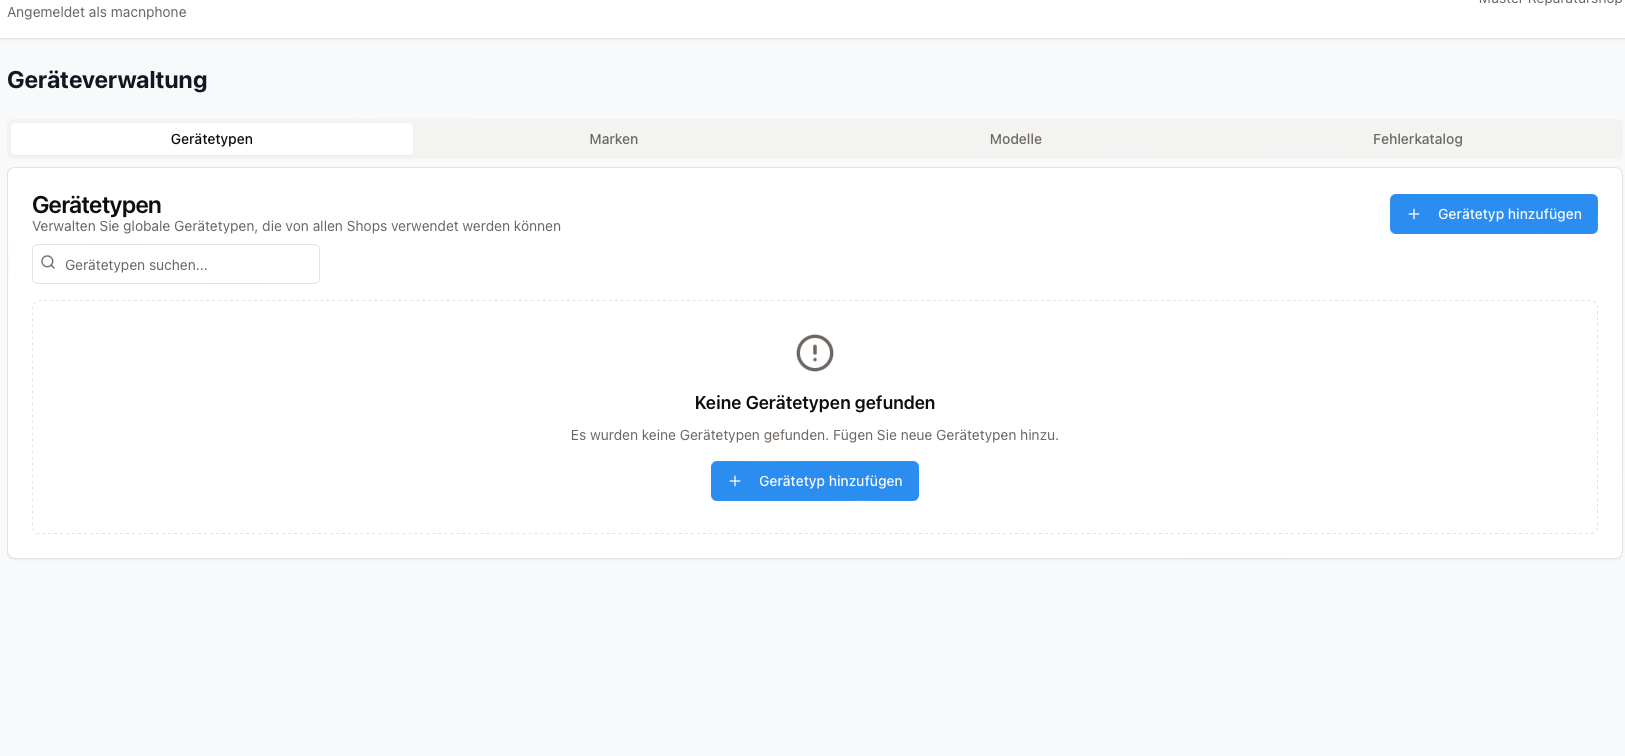 Angemeldet als macnphone
Muster Reparaturshop
Geräteverwaltung
Gerätetypen
Marken
Modelle
Fehlerkatalog
Gerätetypen
Verwalten Sie globale Gerätetypen, die von allen Shops verwendet werden können
Gerätetyp hinzufügen
Gerätetypen suchen...
Keine Gerätetypen gefunden
Es wurden keine Gerätetypen gefunden. Fügen Sie neue Gerätetypen hinzu.
Gerätetyp hinzufügen